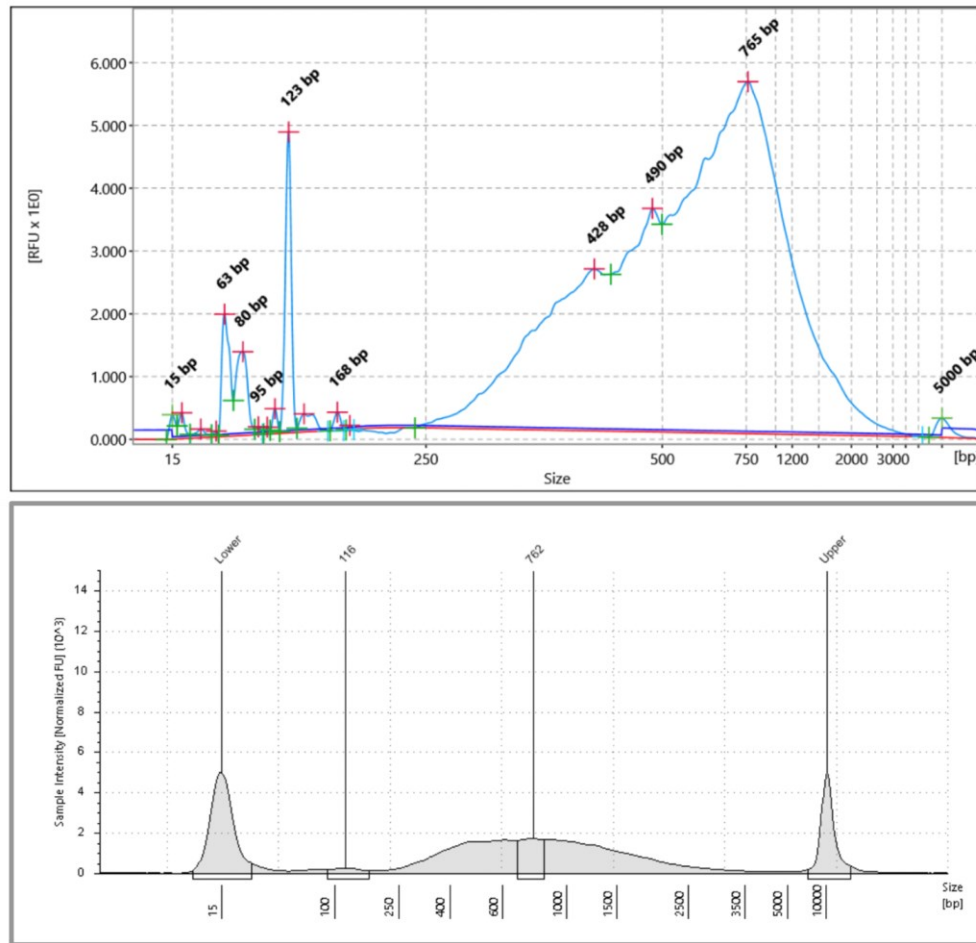 765 bp
6.000
123 bp
5.000
490 bp
4.000
428 bp
[RFU x 1E0]
3.000
63 bp
80 bp
2.000
15 bp
95 bp
168 bp
5000 bp
1.000
0.000
15 250 500 750 1200 2000 3000 [bp
Size
Lower 116 762 Upper
Sample Intensity [Normalized FU] (10^3)
14
12
10
8
6
4
2
0
15 100 250 400 600 1000 1500 2500 3500 5000 10000
Size
[bp]